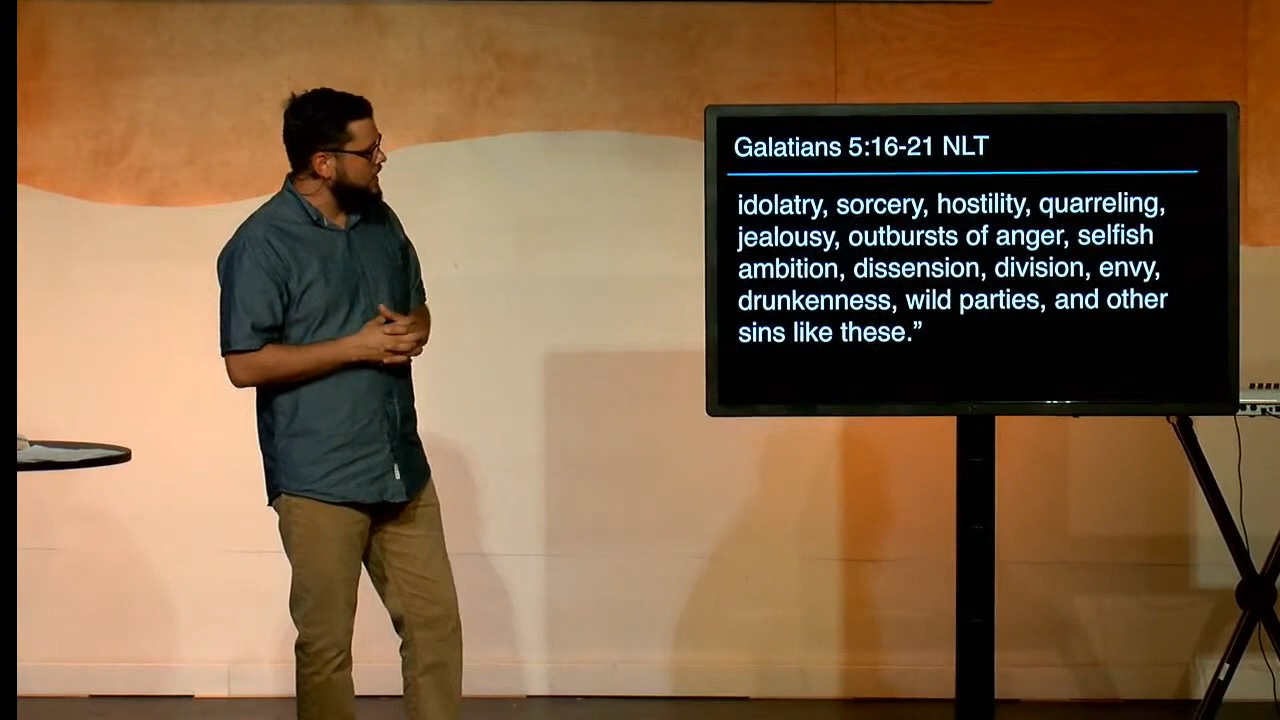 Galatians 5:16-21 NLT
idolatry, sorcery, hostility, quarreling,
jealousy, outbursts of anger, selfish
ambition, dissension, division, envy,
drunkenness, wild parties, and other
sins like these.”